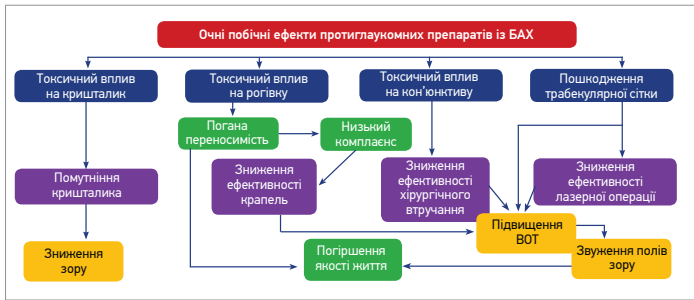 Очні побічні ефекти протиглаукомних препаратів із БАХ
Токсичний вплив
на кришталик
Токсичний вплив
на рогівку
Токсичний вплив
на кон’юнктиву
Пошкодження
трабекулярної сітки
Погана
переносимість
Низький
комплаєнс
Помутніння
кришталика
Зниження
ефективності
крапель
Зниження
ефективності
хірургічного
втручання
Зниження
ефективності
лазерної операції
Підвищення
ВОТ
Зниження
зору
Погіршення
якості життя
Звуження полів
зору